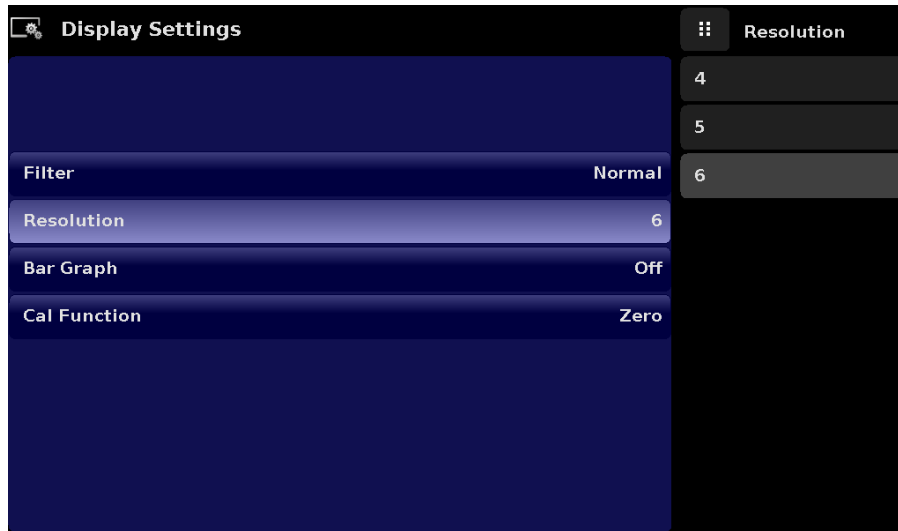 Display Settings
Filter Normal
Resolution 6
Bar Graph Off
Cal Function Zero
Resolution
4
5
6